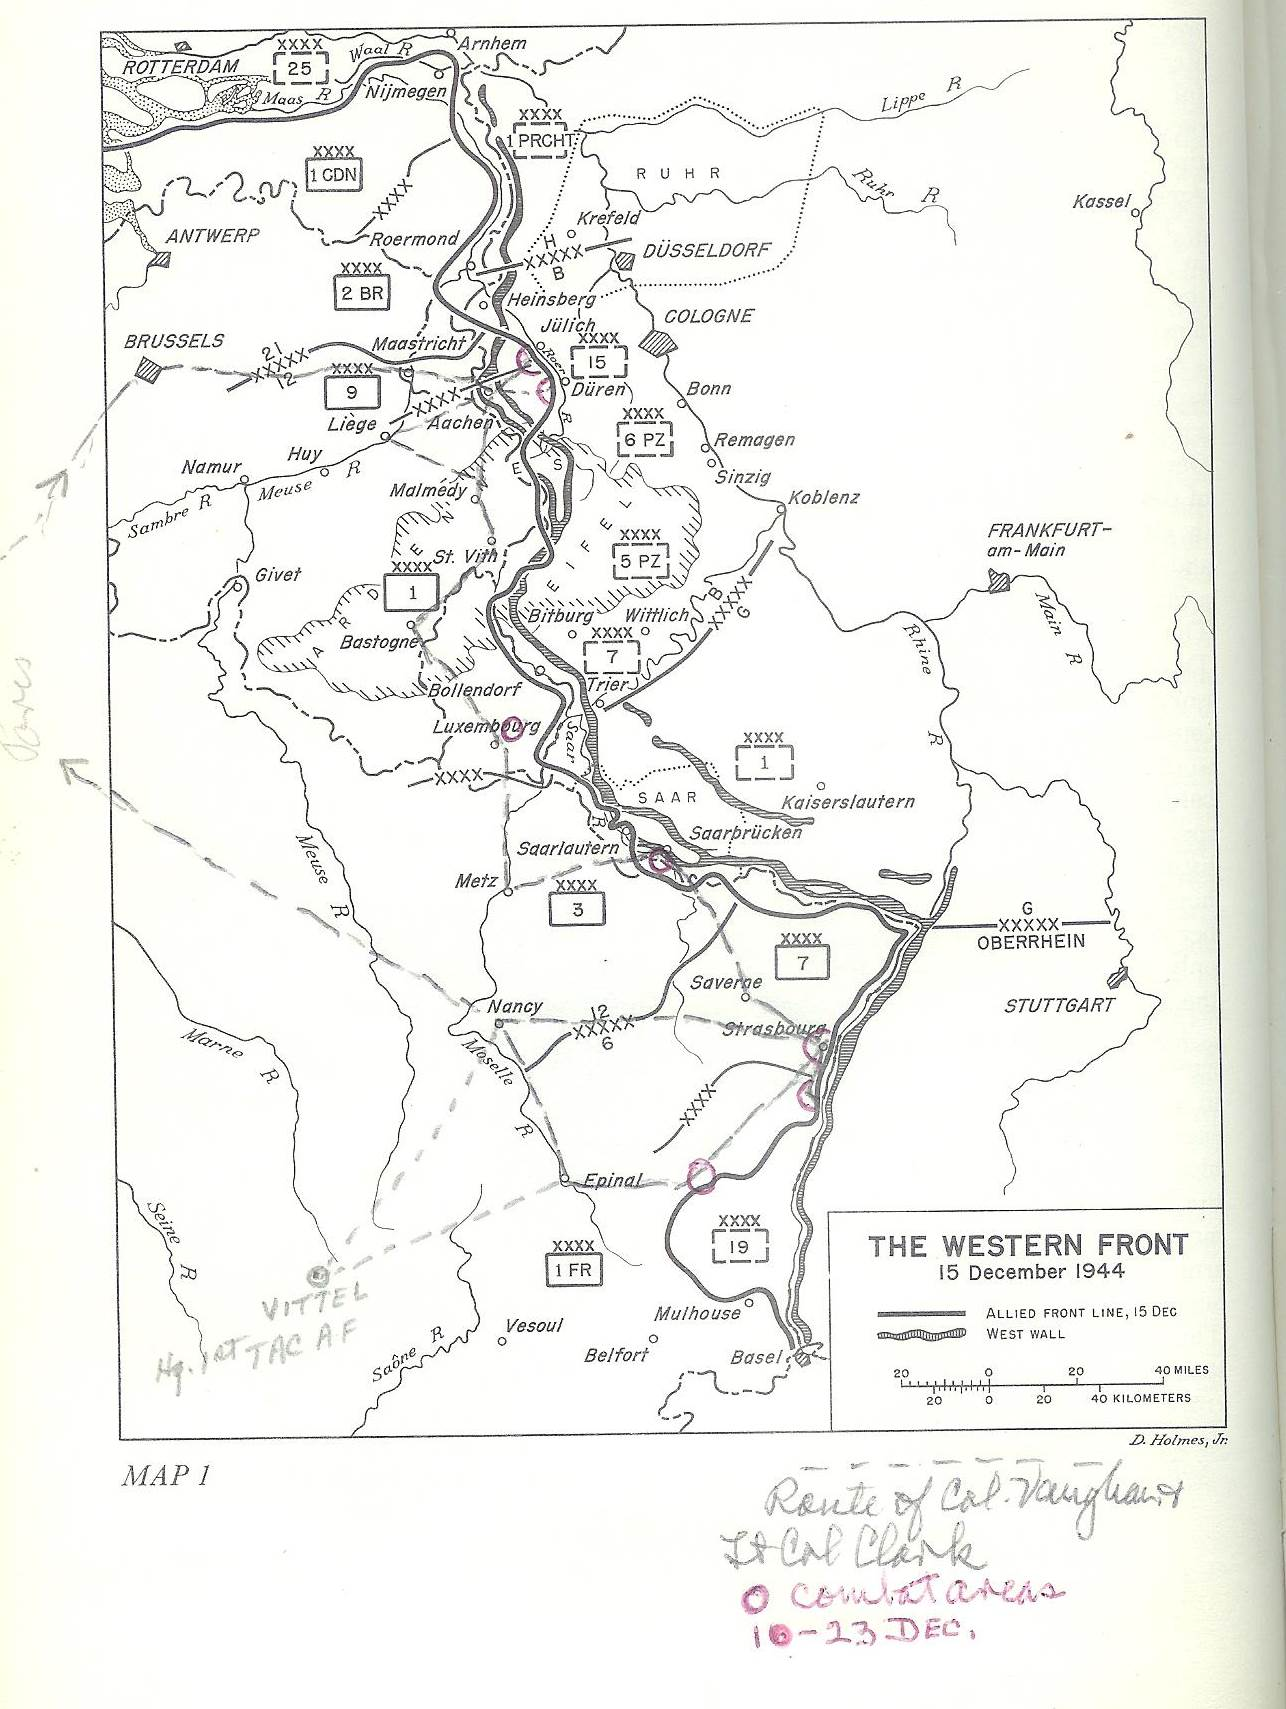 XXXX
25
Waal R
Arnhem
ROTTERDAM
Maas R
Nijmegen
Lippe R
XXXX
1 PRCHT
XXXX
1 CDN
RUHR
Ruhr R
Kassel
XXXX
Krefeld
ANTWERP
Roermond
H
XXXXX
B
DÜSSELDORF
XXXX
2 BR
Heinsberg
COLOGNE
Jülich
BRUSSELS
Maastricht
XXXX
15
21
XXXXX
12
Roer R
XXXX
9
Düren
Bonn
XXXX
Aachen
XXXX
6 PZ
Liège
Remagen
Huy
Namur
Meuse R
Sinzig
Malmédy
Koblenz
Sambre R
EIFEL
FRANKFURT-
am-Main
XXXX
5 PZ
St. Vith
XXXX
1
Givet
ARDENNES
B
XXXXX
G
Main R
Bitburg
Wittlich
XXXX
7
Rhine R
Bastogne
Bollendorf
Trier
Luxembourg
Saar R
XXXX
1
XXXX
SAAR
Kaiserslautern
Saarbrücken
Saarlautern
Meuse R
Metz
XXXX
3
G
XXXXX
OBERRHEIN
XXXX
7
Saverne
STUTTGART
Nancy
12
XXXXX
6
Strasbourg
Marne R
Moselle R
XXXX
Epinal
Seine R
XXXX
19
XXXX
1 FR
VITTEL
Hq. 1st TAC AF
Mulhouse
Vesoul
Belfort
Basel
Saône R
THE WESTERN FRONT
15 December 1944
ALLIED FRONT LINE, 15 DEC
WEST WALL
20 0 20 40 MILES
20 0 20 40 KILOMETERS
D. Holmes, Jr.
MAP 1
Route of Col. Vaughan &
Lt Col Clark
combat areas
10-23 DEC.